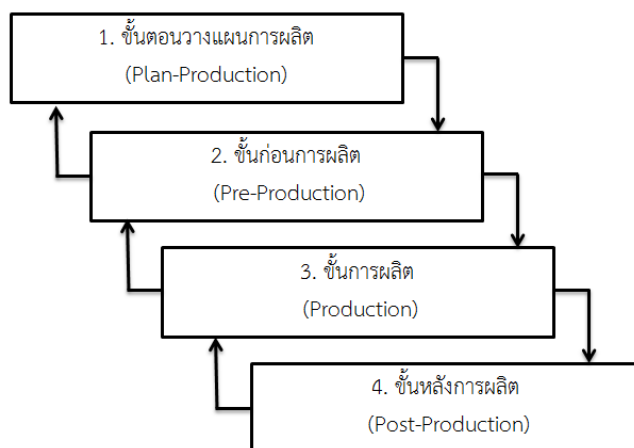 1. ขั้นตอนวางแผนการผลิต
(Plan-Production)
2. ขั้นก่อนการผลิต
(Pre-Production)
3. ขั้นการผลิต
(Production)
4. ขั้นหลังการผลิต
(Post-Production)